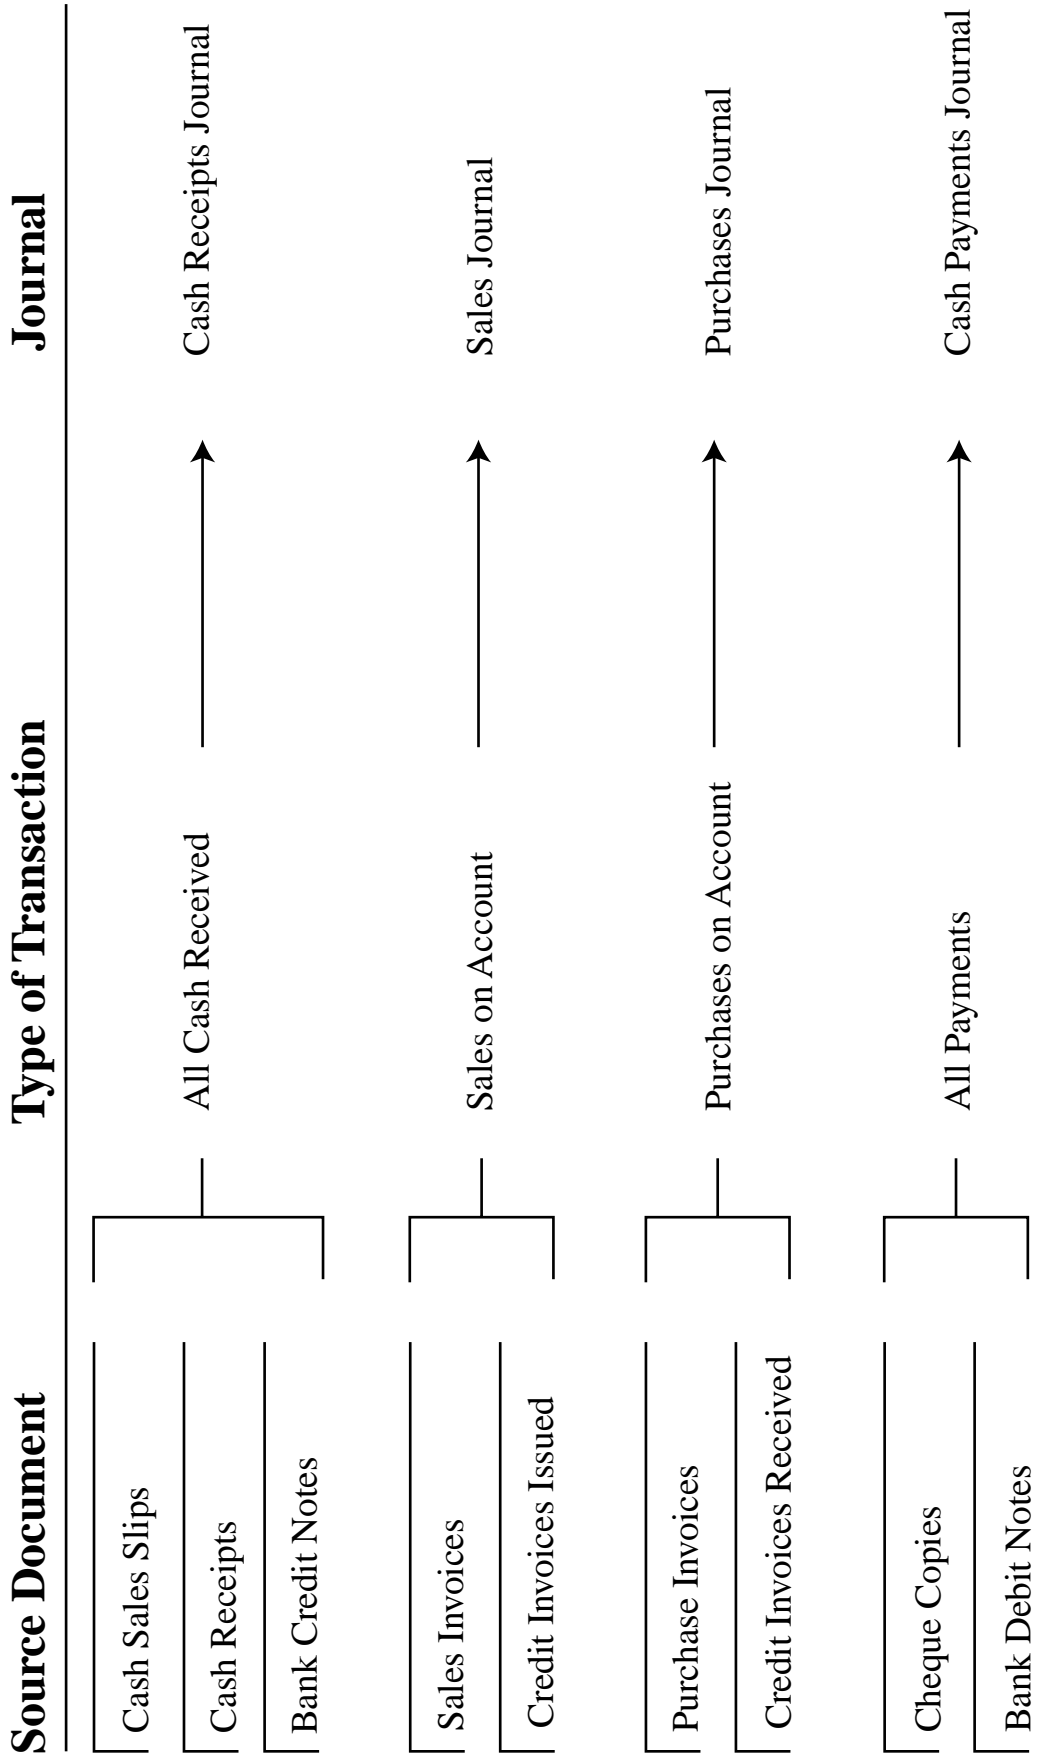 Source Document Type of Transaction Journal
Cash Sales Slips
Cash Receipts All Cash Received Cash Receipts Journal
Bank Credit Notes
Sales Invoices
Sales on Account Sales Journal
Credit Invoices Issued
Purchase Invoices
Purchases on Account Purchases Journal
Credit Invoices Received
Cheque Copies
All Payments Cash Payments Journal
Bank Debit Notes